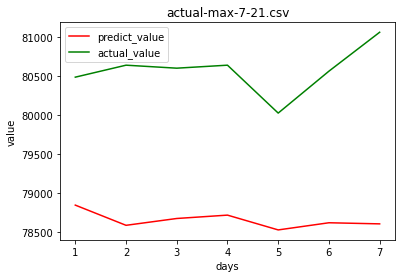 actual-max-7-21.csv
predict_value
actual_value
81000
80500
80000
79500
79000
78500
value
1 2 3 4 5 6 7
days